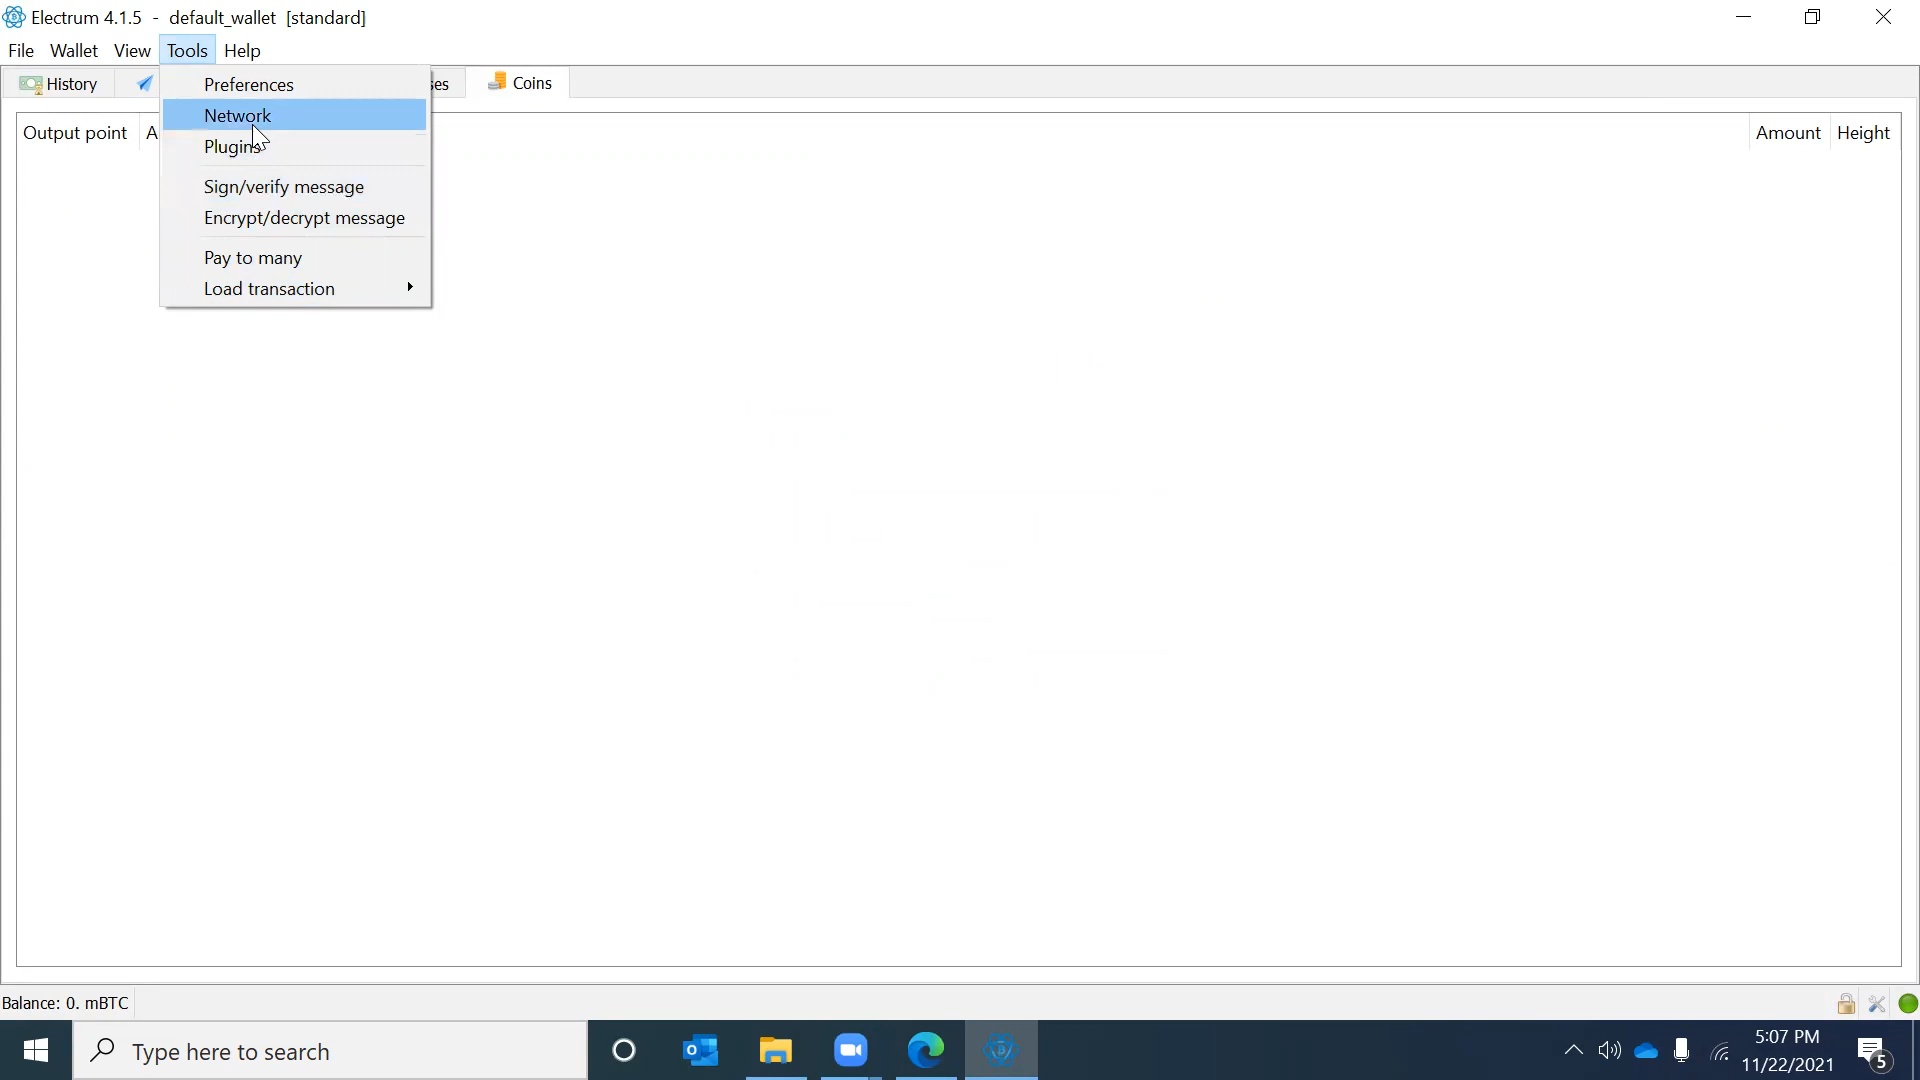 Electrum 4.1.5 - default_wallet [standard]
File Wallet View Tools Help
History ses Coins
Preferences
Network
Plugins
Sign/verify message
Encrypt/decrypt message
Pay to many
Load transaction
Output point A Amount Height
Balance: 0. mBTC
Type here to search
5:07 PM
11/22/2021
5